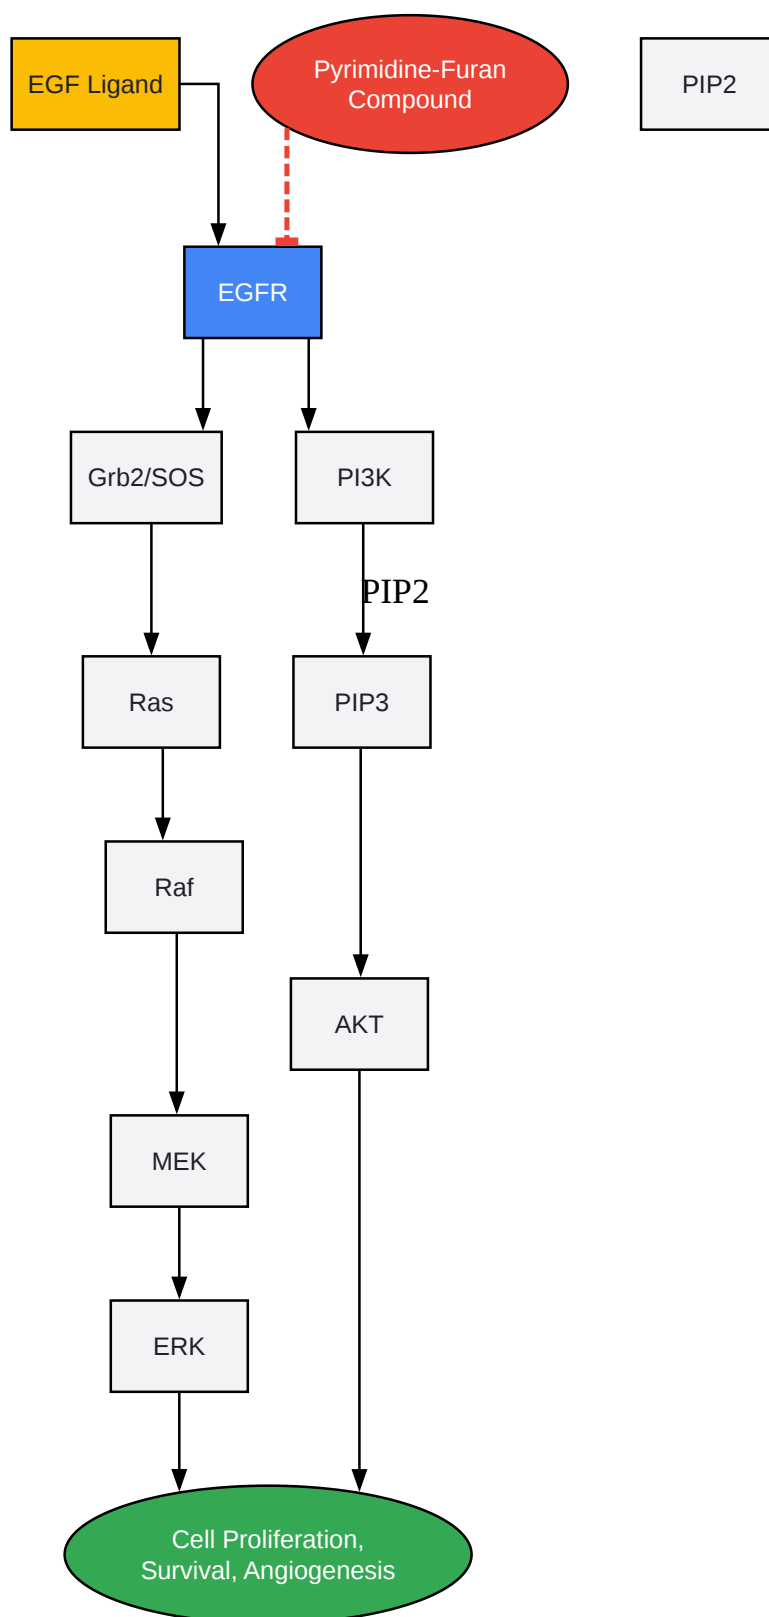 EGF Ligand
Pyrimidine-Furan
Compound
PIP2
EGFR
Grb2/SOS
PI3K
PIP2
Ras
PIP3
Raf
AKT
MEK
ERK
Cell Proliferation,
Survival, Angiogenesis